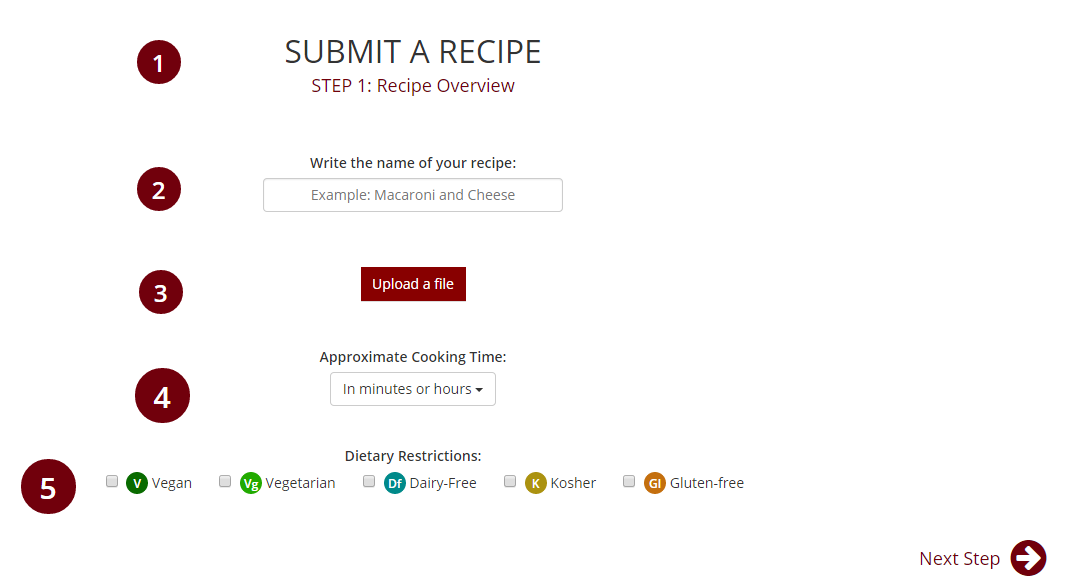 1 SUBMIT A RECIPE
STEP 1: Recipe Overview
Write the name of your recipe:
2 Example: Macaroni and Cheese
3 Upload a file
Approximate Cooking Time:
4 In minutes or hours
Dietary Restrictions:
5 V Vegan Vg Vegetarian Df Dairy-Free K Kosher Gl Gluten-free
Next Step